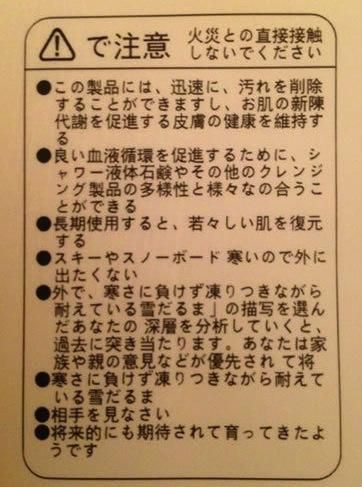 で注意
火災との直接接触
しないでください
●この製品には、迅速に、汚れを削除
することができますし、お肌の新陳
代謝を促進する皮膚の健康を維持す
る
●良い血液循環を促進するために、シ
ャワー液体石鹸やその他のクレンジ
ング製品の多様性と様々なの合うこ
とができる
●長期使用すると、若々しい肌を復元
する
●スキーやスノーボード 寒いので外に
出たくない
●外で、寒さに負けず凍りつきながら
耐えている雪だるま」の描写を選ん
だあなたの 深層を分析していくと、
過去に突き当たります。あなたは家
族や親の意見などが優先され て将
●寒さに負けず凍りつきながら耐えて
いる雪だるま
●相手を見なさい
●将来的にも期待されて育ってきたよ
うです